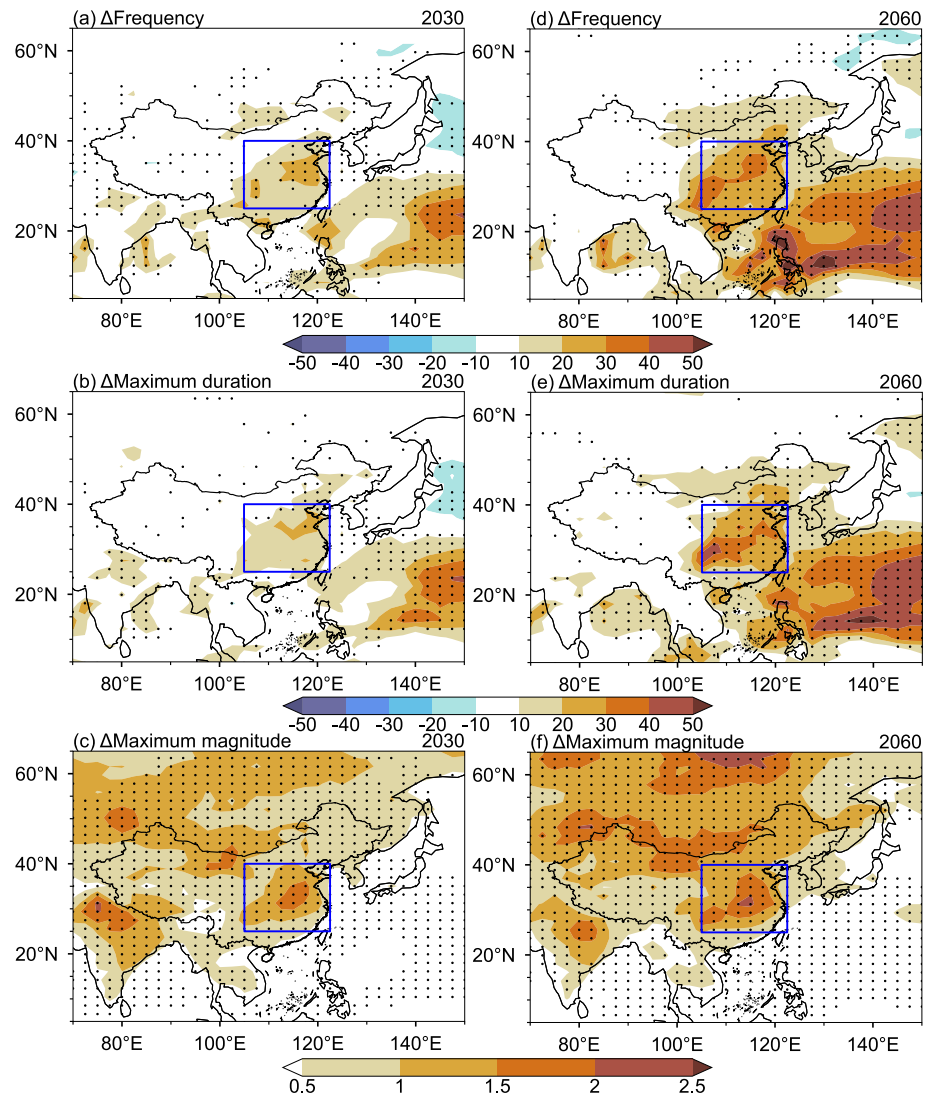 (a) ΔFrequency 2030
60°N
40°N
20°N
80°E 100°E 120°E 140°E
(d) ΔFrequency 2060
60°N
40°N
20°N
80°E 100°E 120°E 140°E
-50 -40 -30 -20 -10 10 20 30 40 50
(b) ΔMaximum duration 2030
60°N
40°N
20°N
80°E 100°E 120°E 140°E
(e) ΔMaximum duration 2060
60°N
40°N
20°N
80°E 100°E 120°E 140°E
-50 -40 -30 -20 -10 10 20 30 40 50
(c) ΔMaximum magnitude 2030
60°N
40°N
20°N
80°E 100°E 120°E 140°E
(f) ΔMaximum magnitude 2060
60°N
40°N
20°N
80°E 100°E 120°E 140°E
0.5 1 1.5 2 2.5